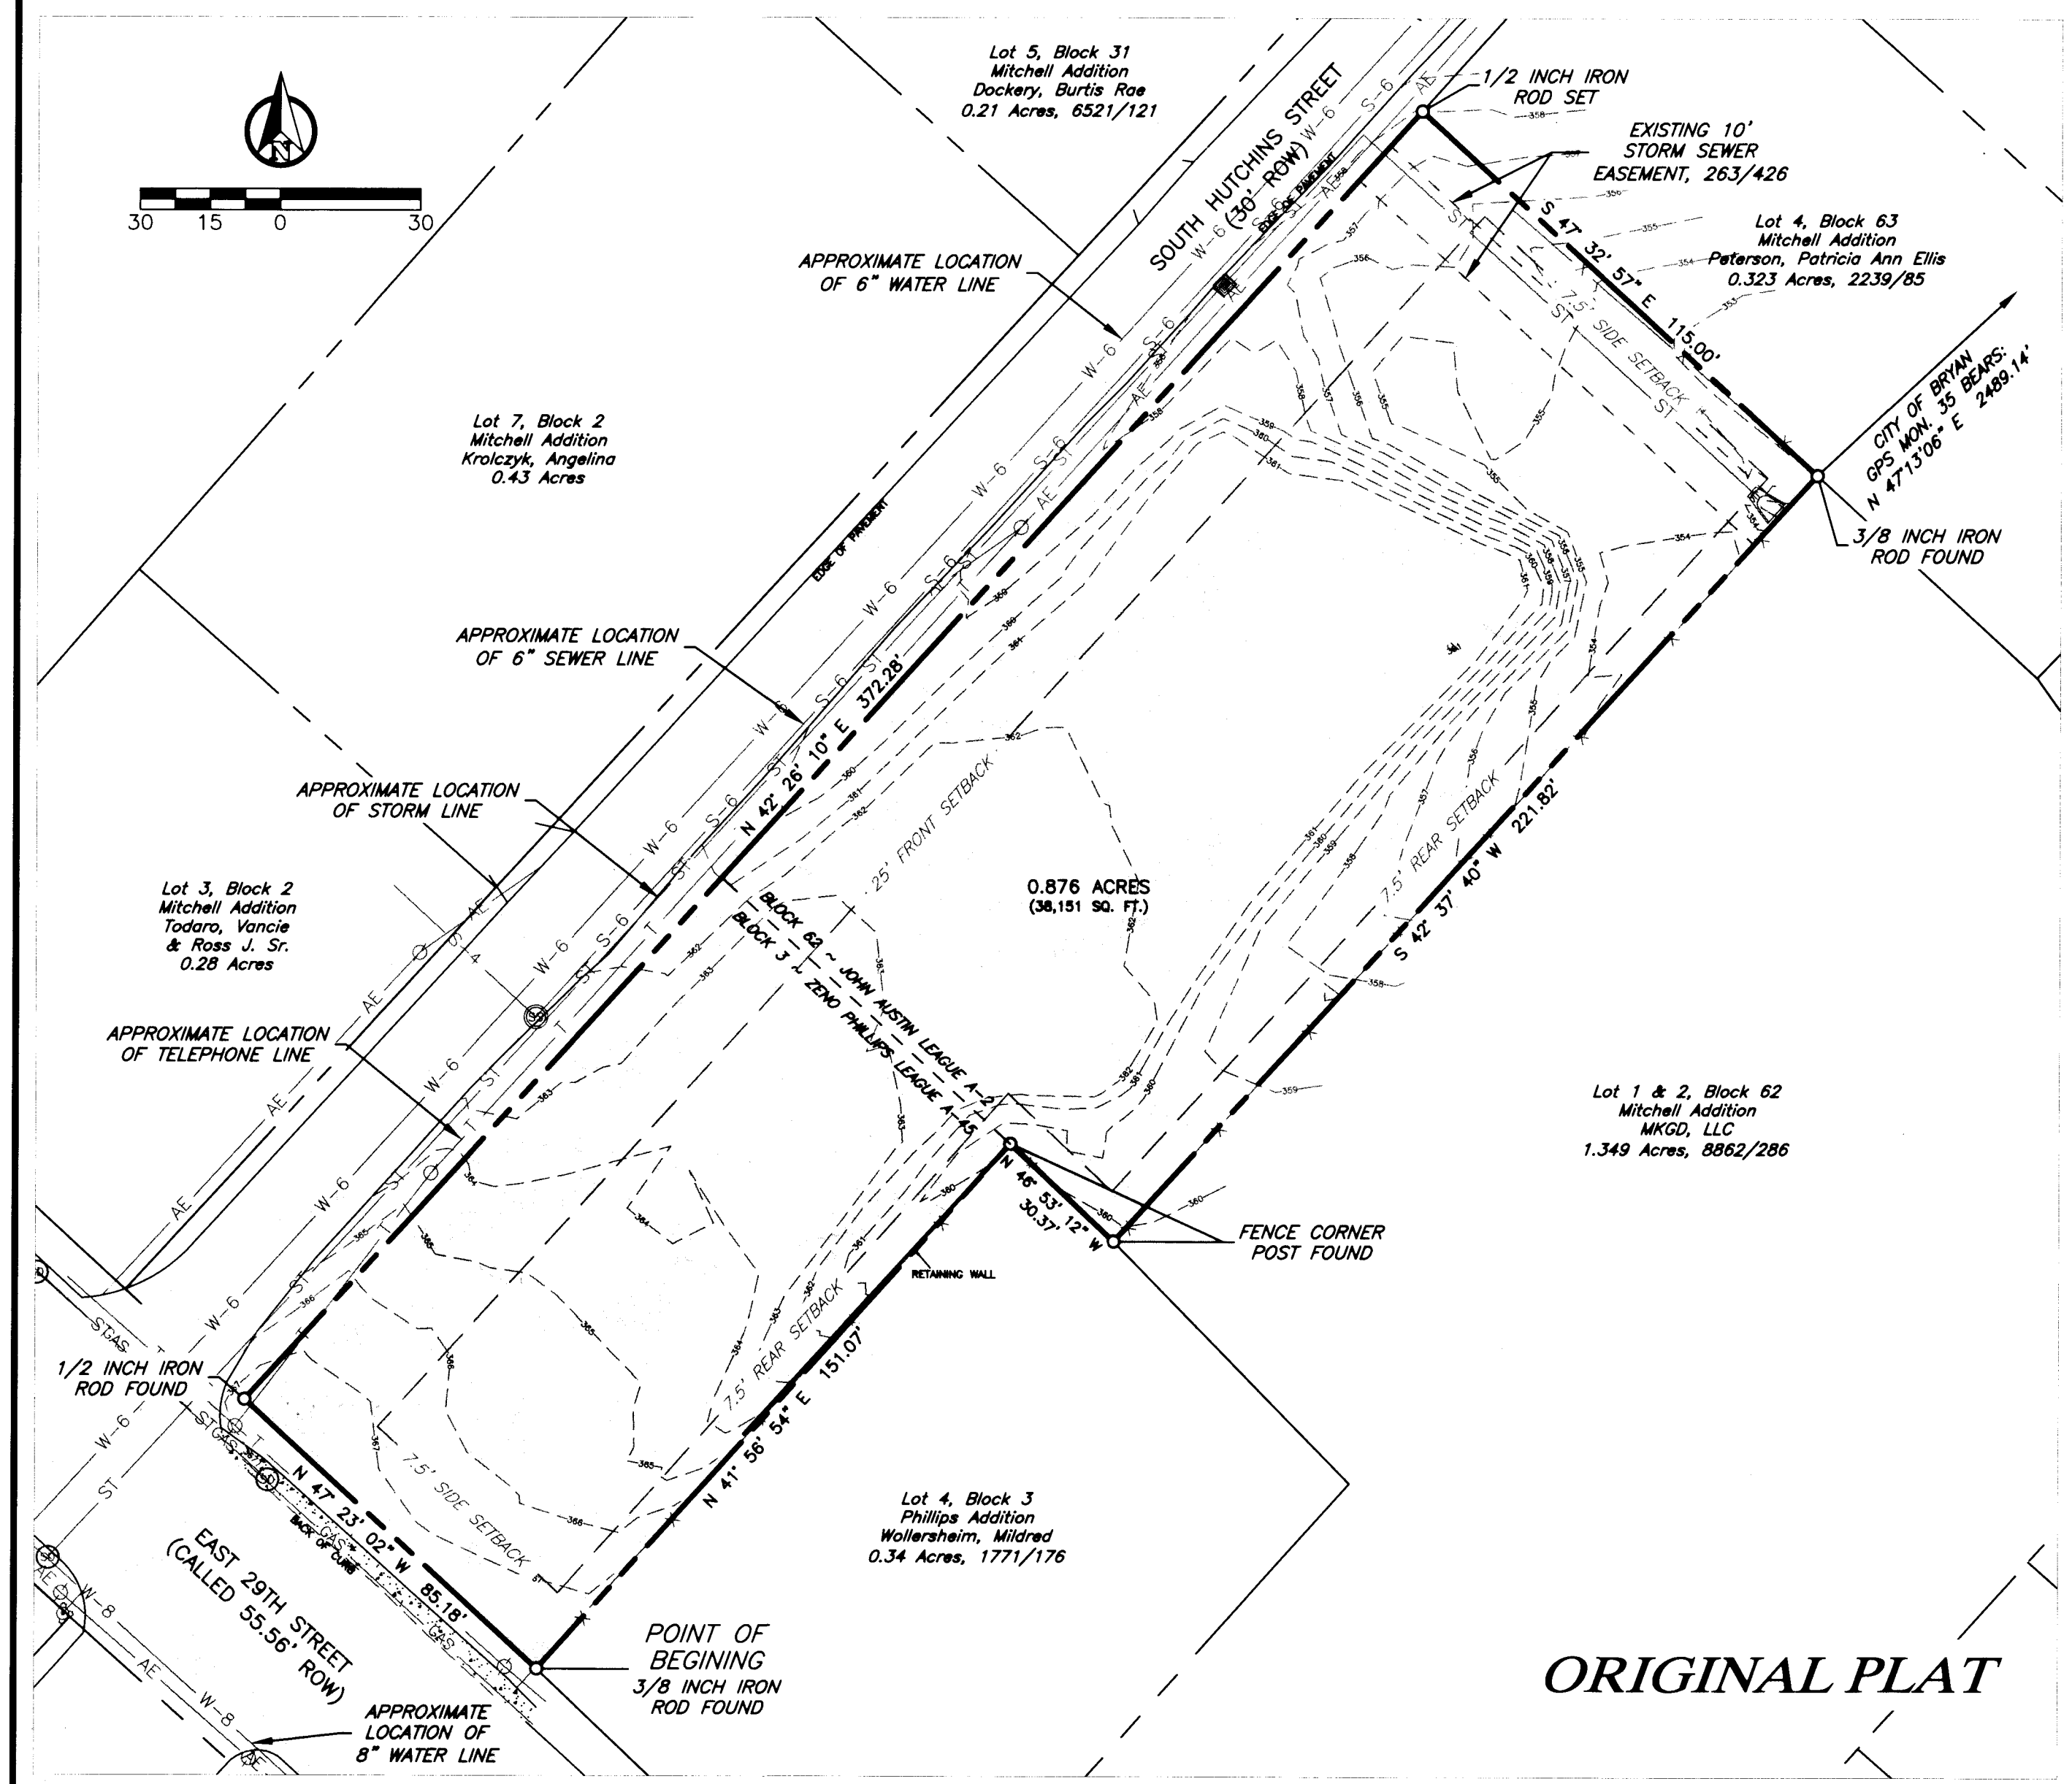 Lot 5, Block 31
Mitchell Addition
Dockery, Burtis Rae
0.21 Acres, 6521/121
SOUTH HUTCHINS STREET
(30' ROW)
1/2 INCH IRON
ROD SET
EXISTING 10'
STORM SEWER
EASEMENT, 263/426
N
30 15 0 30
Lot 4, Block 63
Mitchell Addition
Peterson, Patricia Ann Ellis
0.323 Acres, 2239/85
S 47° 32' 57" E 115.00'
7.5' SIDE SETBACK
APPROXIMATE LOCATION
OF 6" WATER LINE
EDGE OF PAVEMENT
CITY OF BRYAN
GPS MON. 35 BEARS:
N 47°13'06" E 2489.14'
3/8 INCH IRON
ROD FOUND
Lot 7, Block 2
Mitchell Addition
Krolczyk, Angelina
0.43 Acres
EDGE OF PAVEMENT
APPROXIMATE LOCATION
OF 6" SEWER LINE
N 42° 26' 10" E 372.28'
APPROXIMATE LOCATION
OF STORM LINE
25' FRONT SETBACK
7.5' REAR SETBACK
S 42° 37' 40" W 221.82'
0.876 ACRES
(38,151 SQ. FT.)
BLOCK 62 ~ JOHN AUSTIN LEAGUE A-2
BLOCK 3 ~ ZENO PHILLIPS LEAGUE A-45
Lot 3, Block 2
Mitchell Addition
Todaro, Vancie
& Ross J. Sr.
0.28 Acres
APPROXIMATE LOCATION
OF TELEPHONE LINE
Lot 1 & 2, Block 62
Mitchell Addition
MKGD, LLC
1.349 Acres, 8862/286
N 46° 53' 12" W
30.37'
FENCE CORNER
POST FOUND
RETAINING WALL
7.5' REAR SETBACK
N 41° 56' 54" E 151.07'
1/2 INCH IRON
ROD FOUND
N 47° 23' 02" W 85.18'
7.5' SIDE SETBACK
BACK OF CURB
Lot 4, Block 3
Phillips Addition
Wollersheim, Mildred
0.34 Acres, 1771/176
EAST 29TH STREET
(CALLED 55.56' ROW)
POINT OF
BEGINING
3/8 INCH IRON
ROD FOUND
APPROXIMATE
LOCATION OF
8" WATER LINE
ORIGINAL PLAT